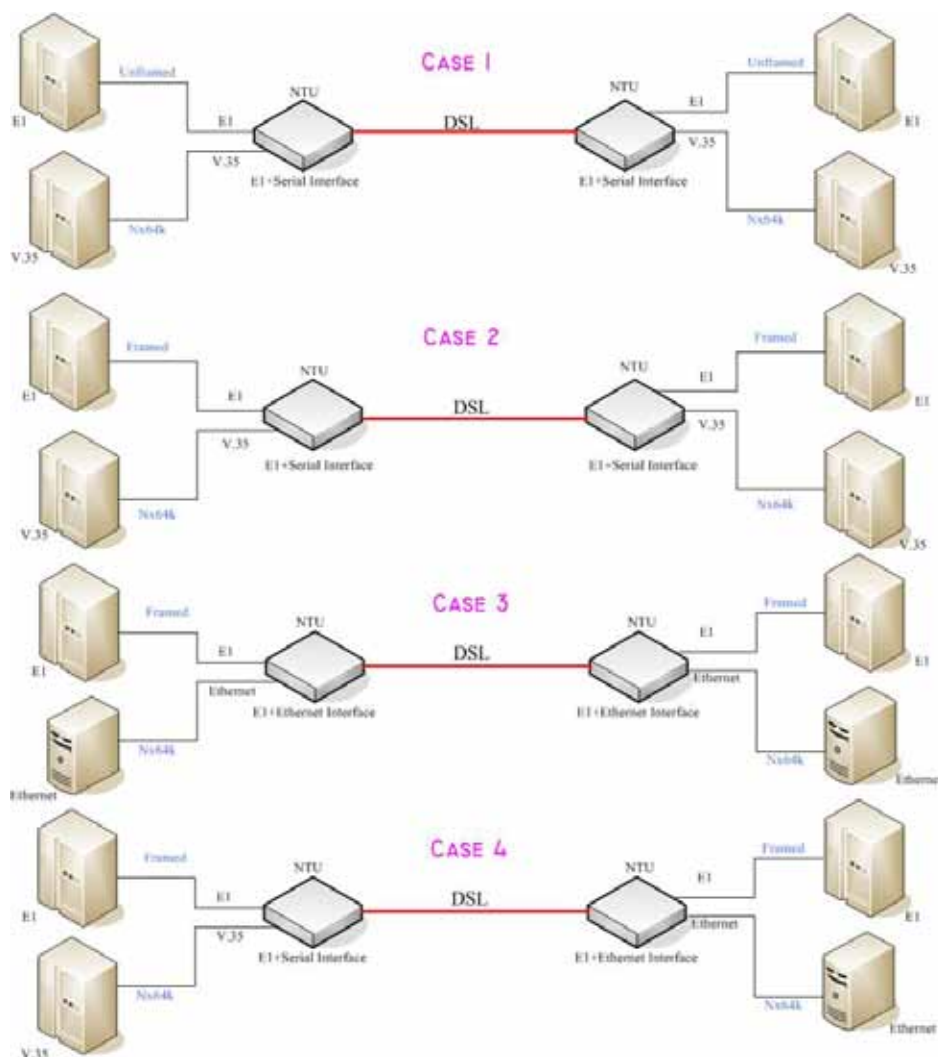 CASE 1
Unframed
E1
E1
V.35
Nx64k
V.35
NTU
E1+Serial Interface
DSL
NTU
E1+Serial Interface
E1
V.35
Unframed
E1
Nx64k
V.35
CASE 2
Framed
E1
E1
V.35
Nx64k
V.35
NTU
E1+Serial Interface
DSL
NTU
E1+Serial Interface
E1
V.35
Framed
E1
Nx64k
V.35
CASE 3
Framed
E1
E1
Ethernet
Nx64k
Ethernet
NTU
E1+Ethernet Interface
DSL
NTU
E1+Ethernet Interface
E1
Ethernet
Framed
E1
Nx64k
Ethernet
CASE 4
Framed
E1
E1
V.35
Nx64k
V.35
NTU
E1+Serial Interface
DSL
NTU
E1+Ethernet Interface
E1
Ethernet
Framed
E1
Nx64k
Ethernet